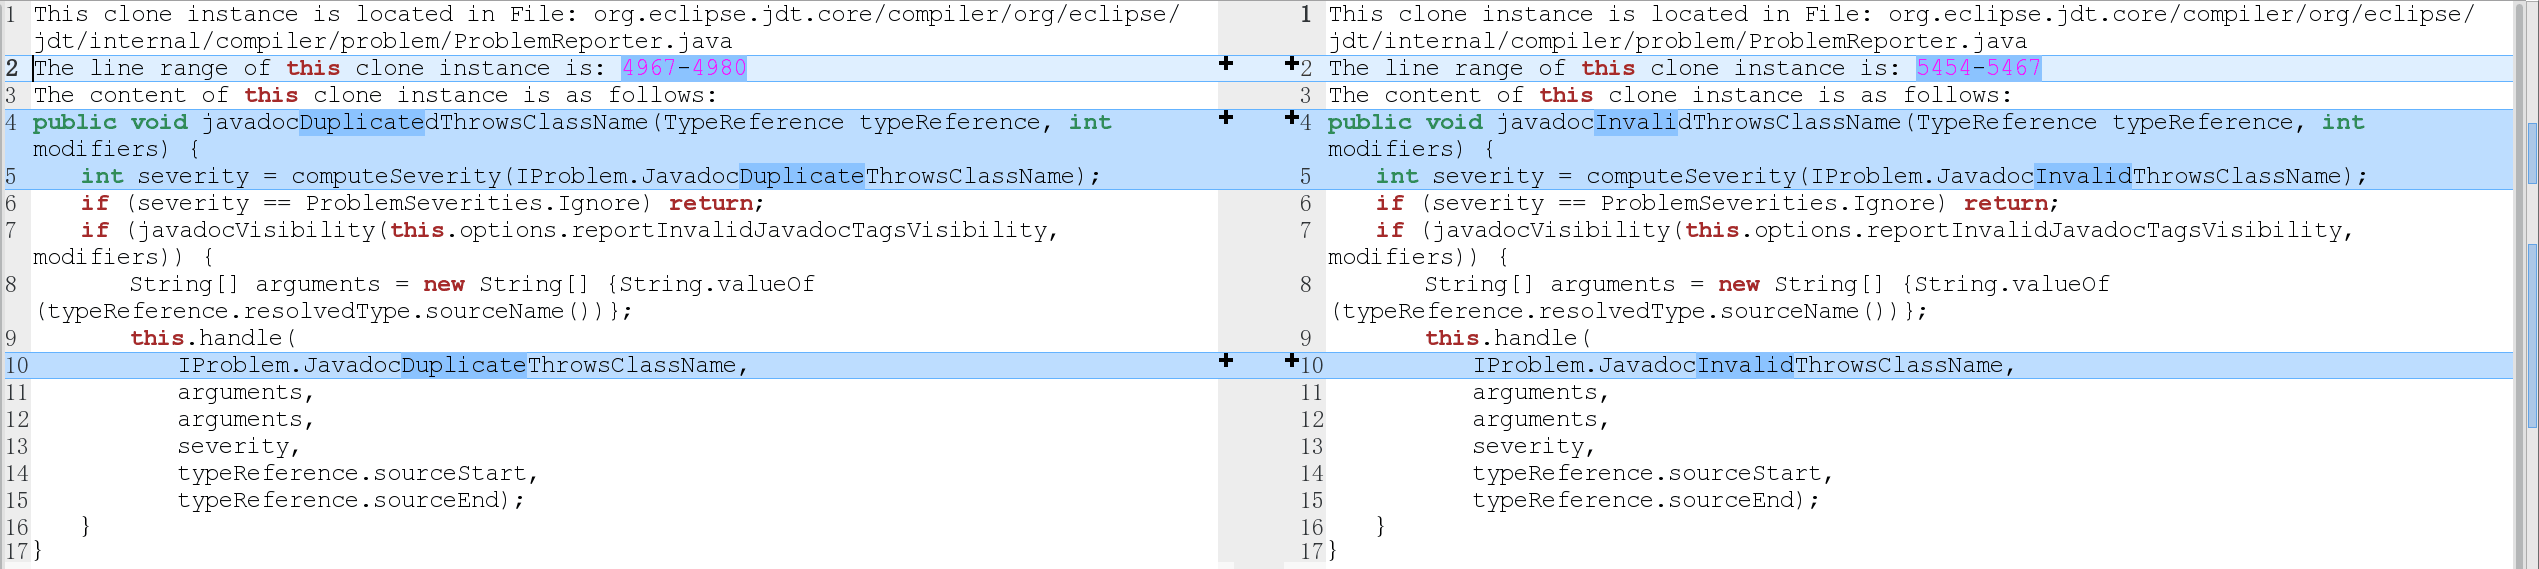 1 This clone instance is located in File: org.eclipse.jdt.core/compiler/org/eclipse/
jdt/internal/compiler/problem/ProblemReporter.java
2 The line range of this clone instance is: 4967-4980
3 The content of this clone instance is as follows:
4 public void javadocDuplicatedThrowsClassName(TypeReference typeReference, int
modifiers) {
5 int severity = computeSeverity(IProblem.JavadocDuplicateThrowsClassName);
6 if (severity == ProblemSeverities.Ignore) return;
7 if (javadocVisibility(this.options.reportInvalidJavadocTagsVisibility,
modifiers)) {
8 String[] arguments = new String[] {String.valueOf
(typeReference.resolvedType.sourceName())};
9 this.handle(
10 IProblem.JavadocDuplicateThrowsClassName,
11 arguments,
12 arguments,
13 severity,
14 typeReference.sourceStart,
15 typeReference.sourceEnd);
16 }
17 }
1 This clone instance is located in File: org.eclipse.jdt.core/compiler/org/eclipse/
jdt/internal/compiler/problem/ProblemReporter.java
2 The line range of this clone instance is: 5454-5467
3 The content of this clone instance is as follows:
4 public void javadocInvalidThrowsClassName(TypeReference typeReference, int
modifiers) {
5 int severity = computeSeverity(IProblem.JavadocInvalidThrowsClassName);
6 if (severity == ProblemSeverities.Ignore) return;
7 if (javadocVisibility(this.options.reportInvalidJavadocTagsVisibility,
modifiers)) {
8 String[] arguments = new String[] {String.valueOf
(typeReference.resolvedType.sourceName())};
9 this.handle(
10 IProblem.JavadocInvalidThrowsClassName,
11 arguments,
12 arguments,
13 severity,
14 typeReference.sourceStart,
15 typeReference.sourceEnd);
16 }
17 }